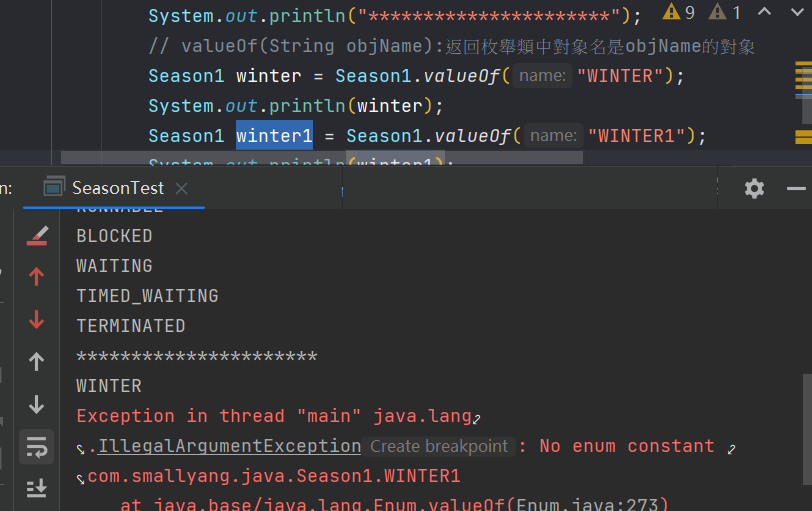 System.out.println("**********************"); 9 1
// valueOf(String objName):返回枚舉類中對象名是objName的對象
Season1 winter = Season1.valueOf( name: "WINTER");
System.out.println(winter);
Season1 winter1 = Season1.valueOf( name: "WINTER1");
System.out.println(winter1);
n: SeasonTest
RUNNABLE
BLOCKED
WAITING
TIMED_WAITING
TERMINATED
**********************
WINTER
Exception in thread "main" java.lang
.IllegalArgumentException Create breakpoint : No enum constant
com.smallyang.java.Season1.WINTER1
at java.base/java.lang.Enum.valueOf(Enum.java:273)